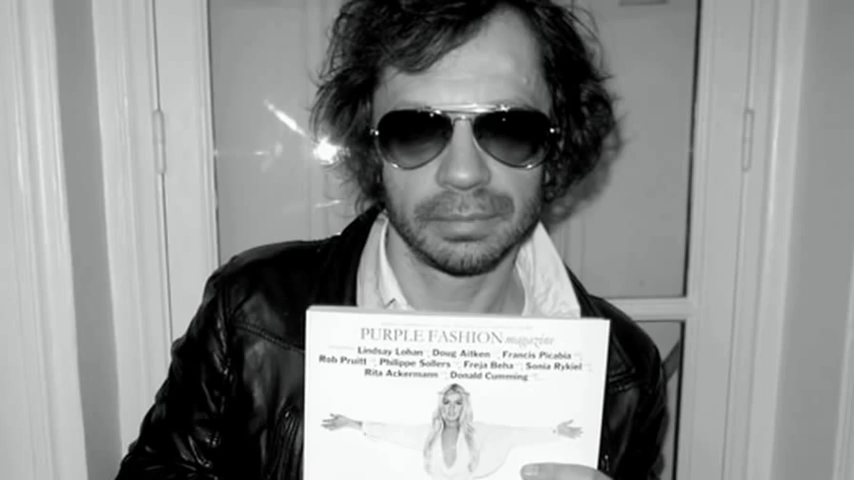 PURPLE FASHION magazine
Lindsay Lohan Doug Aitken Francis Picabia
Rob Pruitt Philippe Sollers Freja Beha Sonia Rykiel
Rita Ackermann Donald Cumming